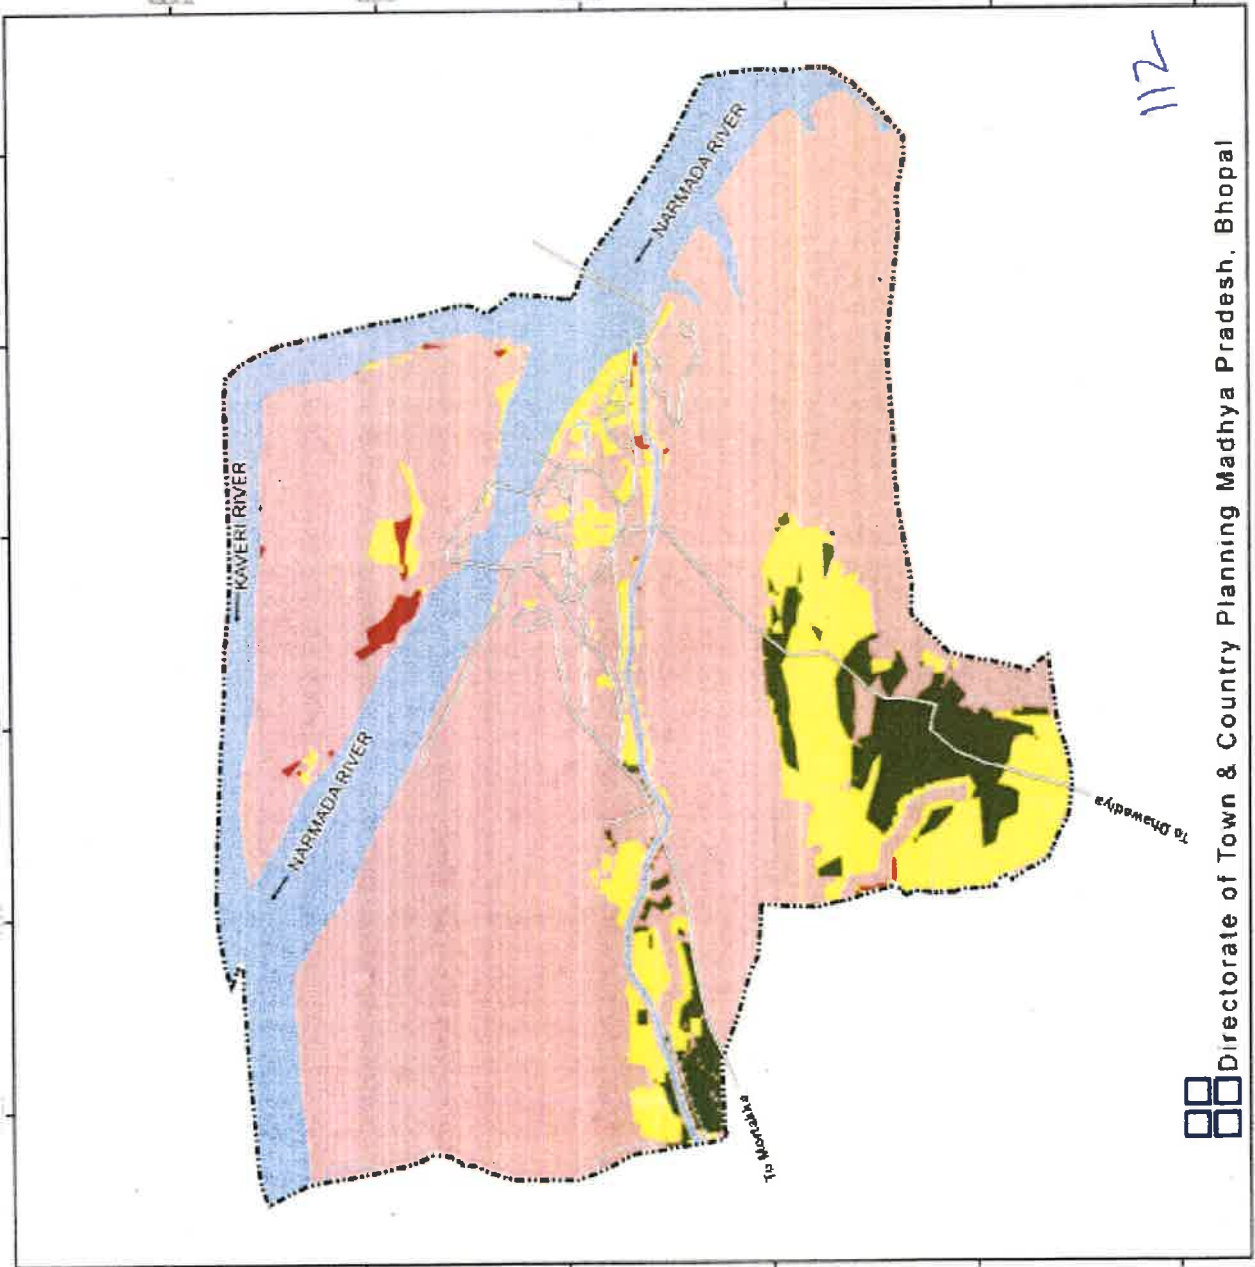 112
KAVERI RIVER
NARMADA RIVER
NARMADA RIVER
To Dhawadiya
To Mortakka
Directorate of Town & Country Planning Madhya Pradesh, Bhopal